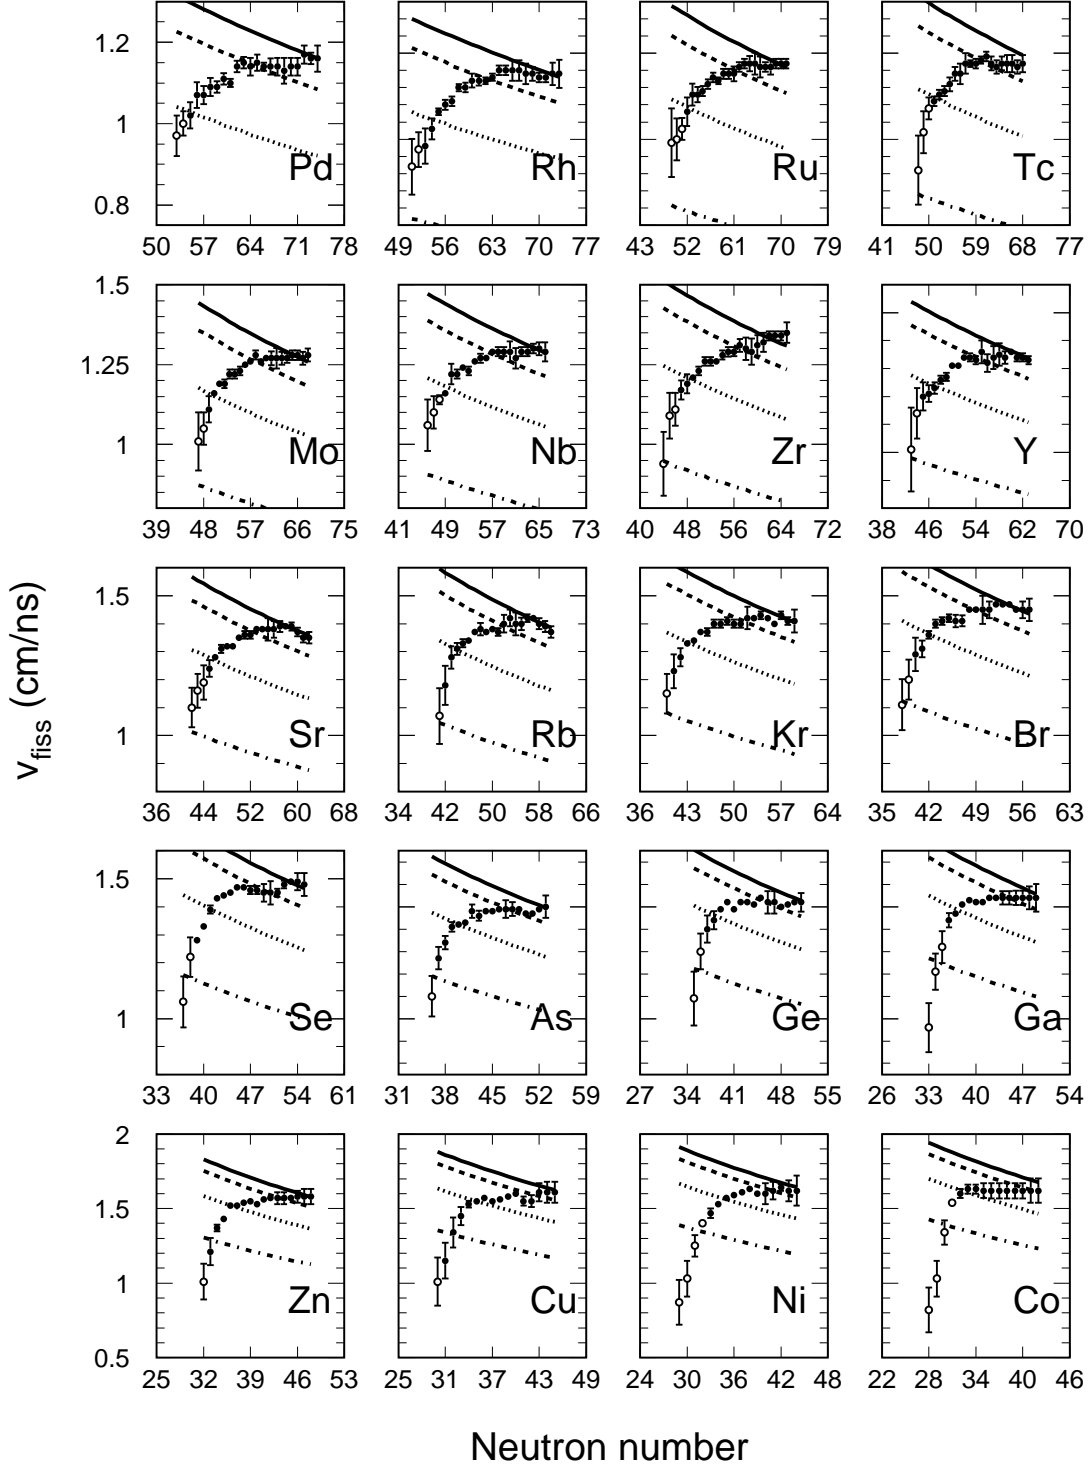 1.2
1
0.8
Pd
Rh
Ru
Tc
50 57 64 71 78
49 56 63 70 77
43 52 61 70 79
41 50 59 68 77
1.5
1.25
1
Mo
Nb
Zr
Y
39 48 57 66 75
41 49 57 65 73
40 48 56 64 72
38 46 54 62 70
1.5
1
Sr
Rb
Kr
Br
36 44 52 60 68
34 42 50 58 66
36 43 50 57 64
35 42 49 56 63
1.5
1
Se
As
Ge
Ga
33 40 47 54 61
31 38 45 52 59
27 34 41 48 55
26 33 40 47 54
2
1.5
1
0.5
Zn
Cu
Ni
Co
25 32 39 46 53
23 30 37 44 51
24 30 36 42 48
22 28 34 40 46
v_fiss (cm/ns)
Neutron number